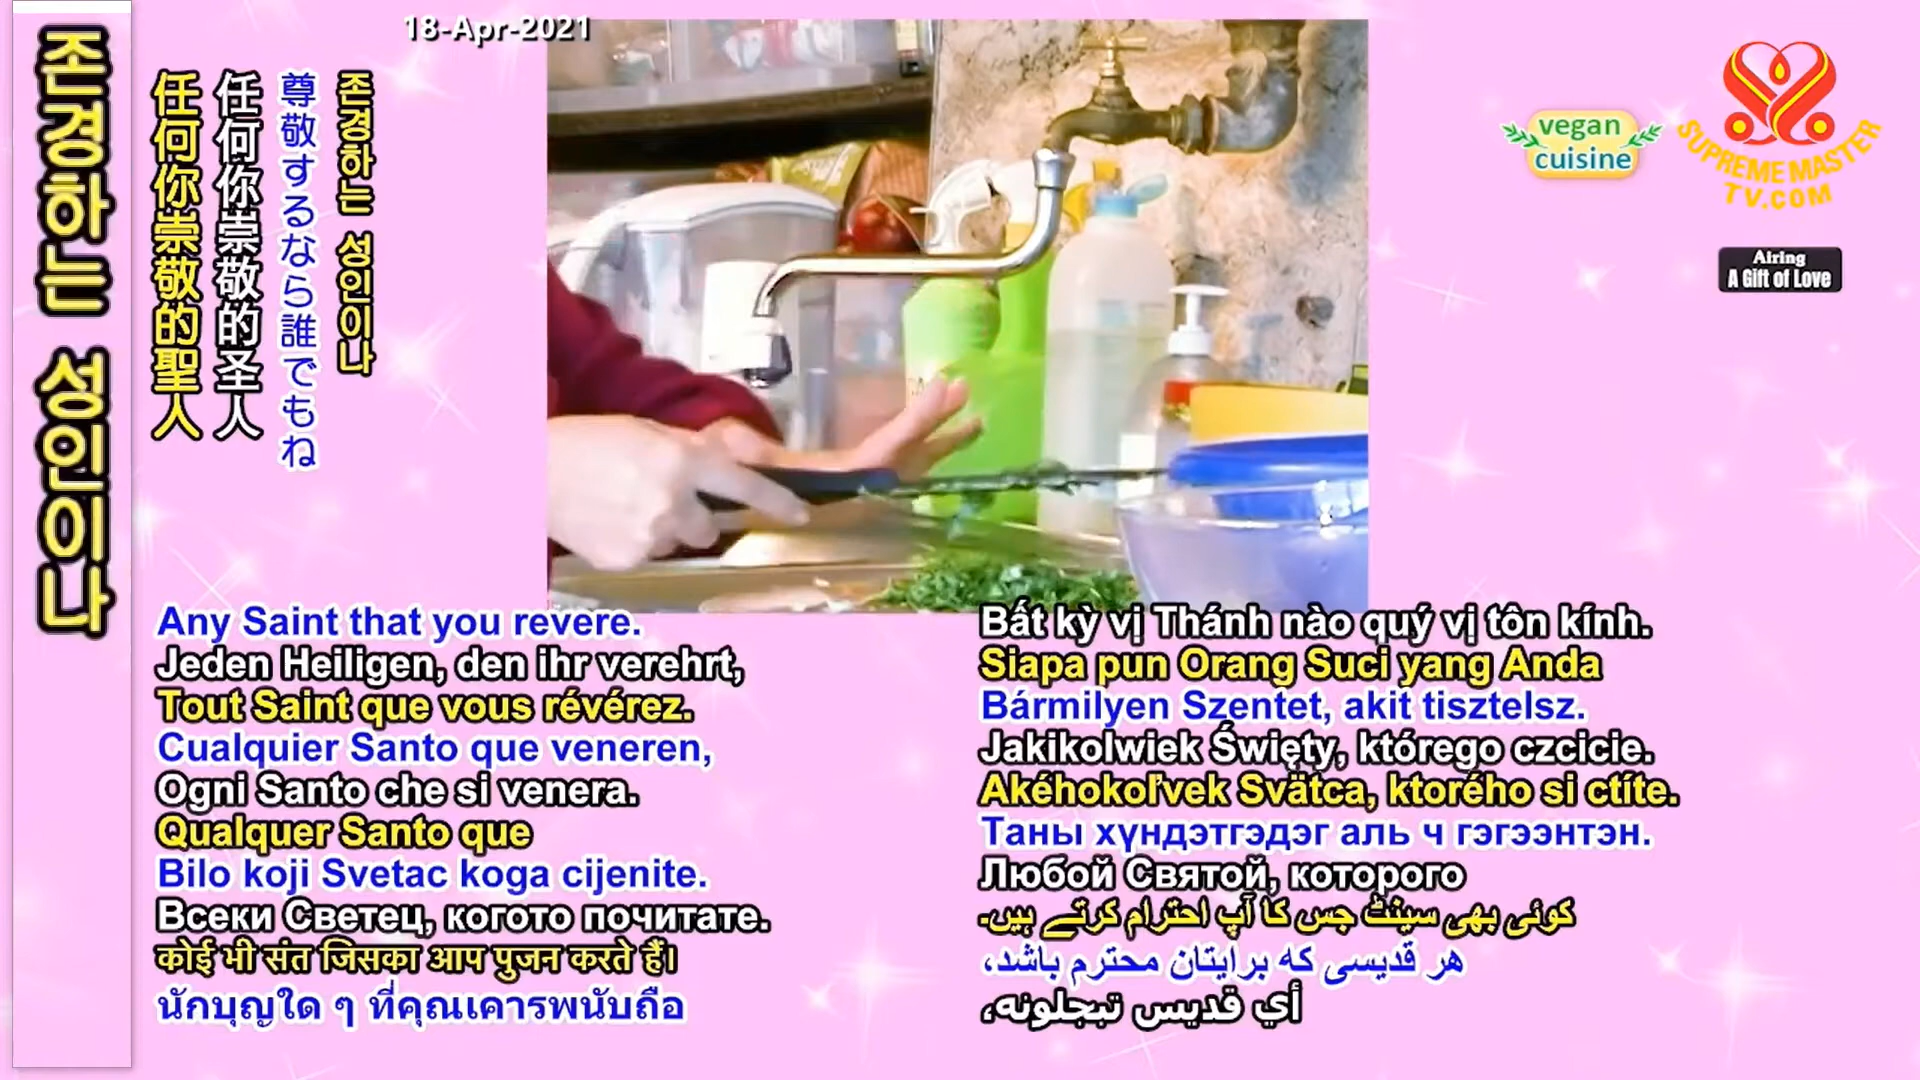 18-Apr-2021
존경하는 성인이나
任何你崇敬的聖人
任何你崇敬的圣人
尊敬するなら誰でもね
존경하는 성인이나
vegan
cuisine
SUPREME MASTER
TV.COM
Airing
A Gift of Love
Any Saint that you revere.
Jeden Heiligen, den ihr verehrt,
Tout Saint que vous révérez.
Cualquier Santo que veneren,
Ogni Santo che si venera.
Qualquer Santo que
Bilo koji Svetac koga cijenite.
Всеки Светец, когото почитате.
कोई भी संत जिसका आप पुजन करते हैं।
นักบุญใด ๆ ที่คุณเคารพนับถือ
Bất kỳ vị Thánh nào quý vị tôn kính.
Siapa pun Orang Suci yang Anda
Bármilyen Szentet, akit tisztelsz.
Jakikolwiek Święty, którego czcicie.
Akéhokoľvek Svätca, ktorého si ctíte.
Таны хүндэтгэдэг аль ч гэгээнтэн.
Любой Святой, которого
کوئی بھی سینٹ جس کا آپ احترام کرتے ہیں۔
هر قدیسی که برایتان محترم باشد،
أي قديس تبجلونه،